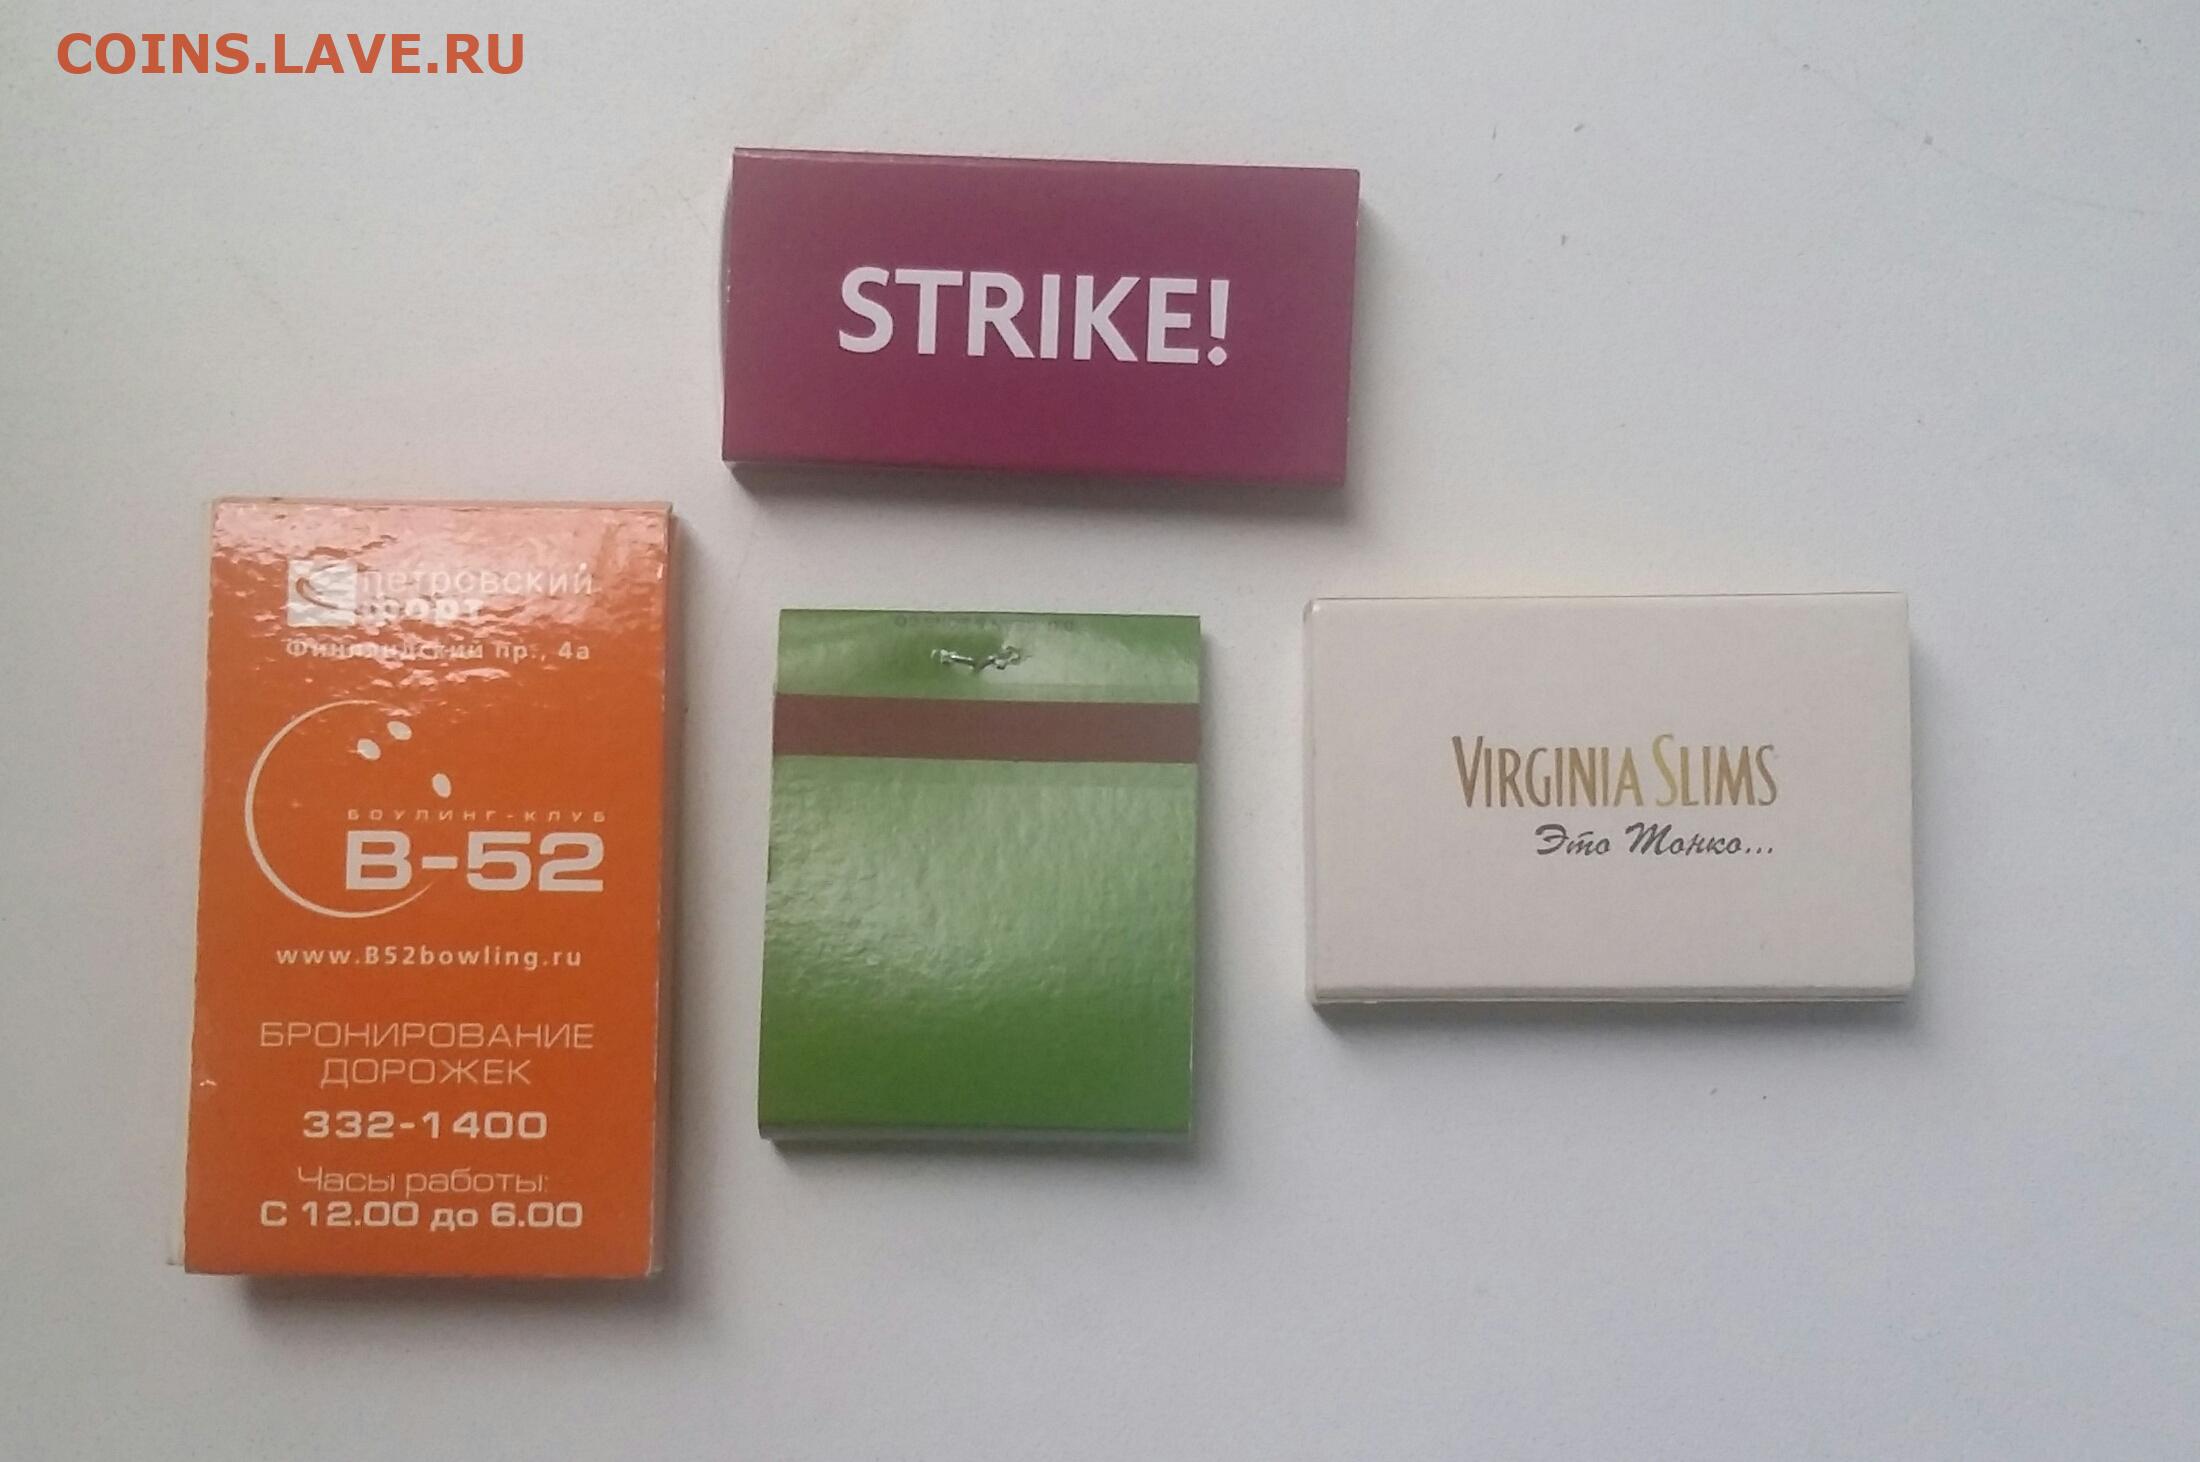 COINS.LAVE.RU
STRIKE!
петровский
форт
Финляндский пр., 4а
БОУЛИНГ-КЛУБ
B-52
www.B52bowling.ru
БРОНИРОВАНИЕ
ДОРОЖЕК
332-1400
Часы работы:
С 12.00 до 6.00
VIRGINIA SLIMS
Это Тонко...